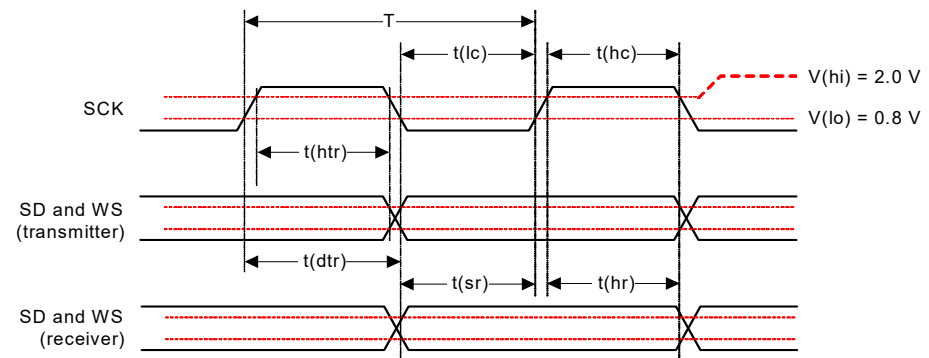 T
t(lc)
t(hc)
V(hi) = 2.0 V
SCK
V(lo) = 0.8 V
t(htr)
SD and WS
(transmitter)
t(dtr)
t(sr)
t(hr)
SD and WS
(receiver)